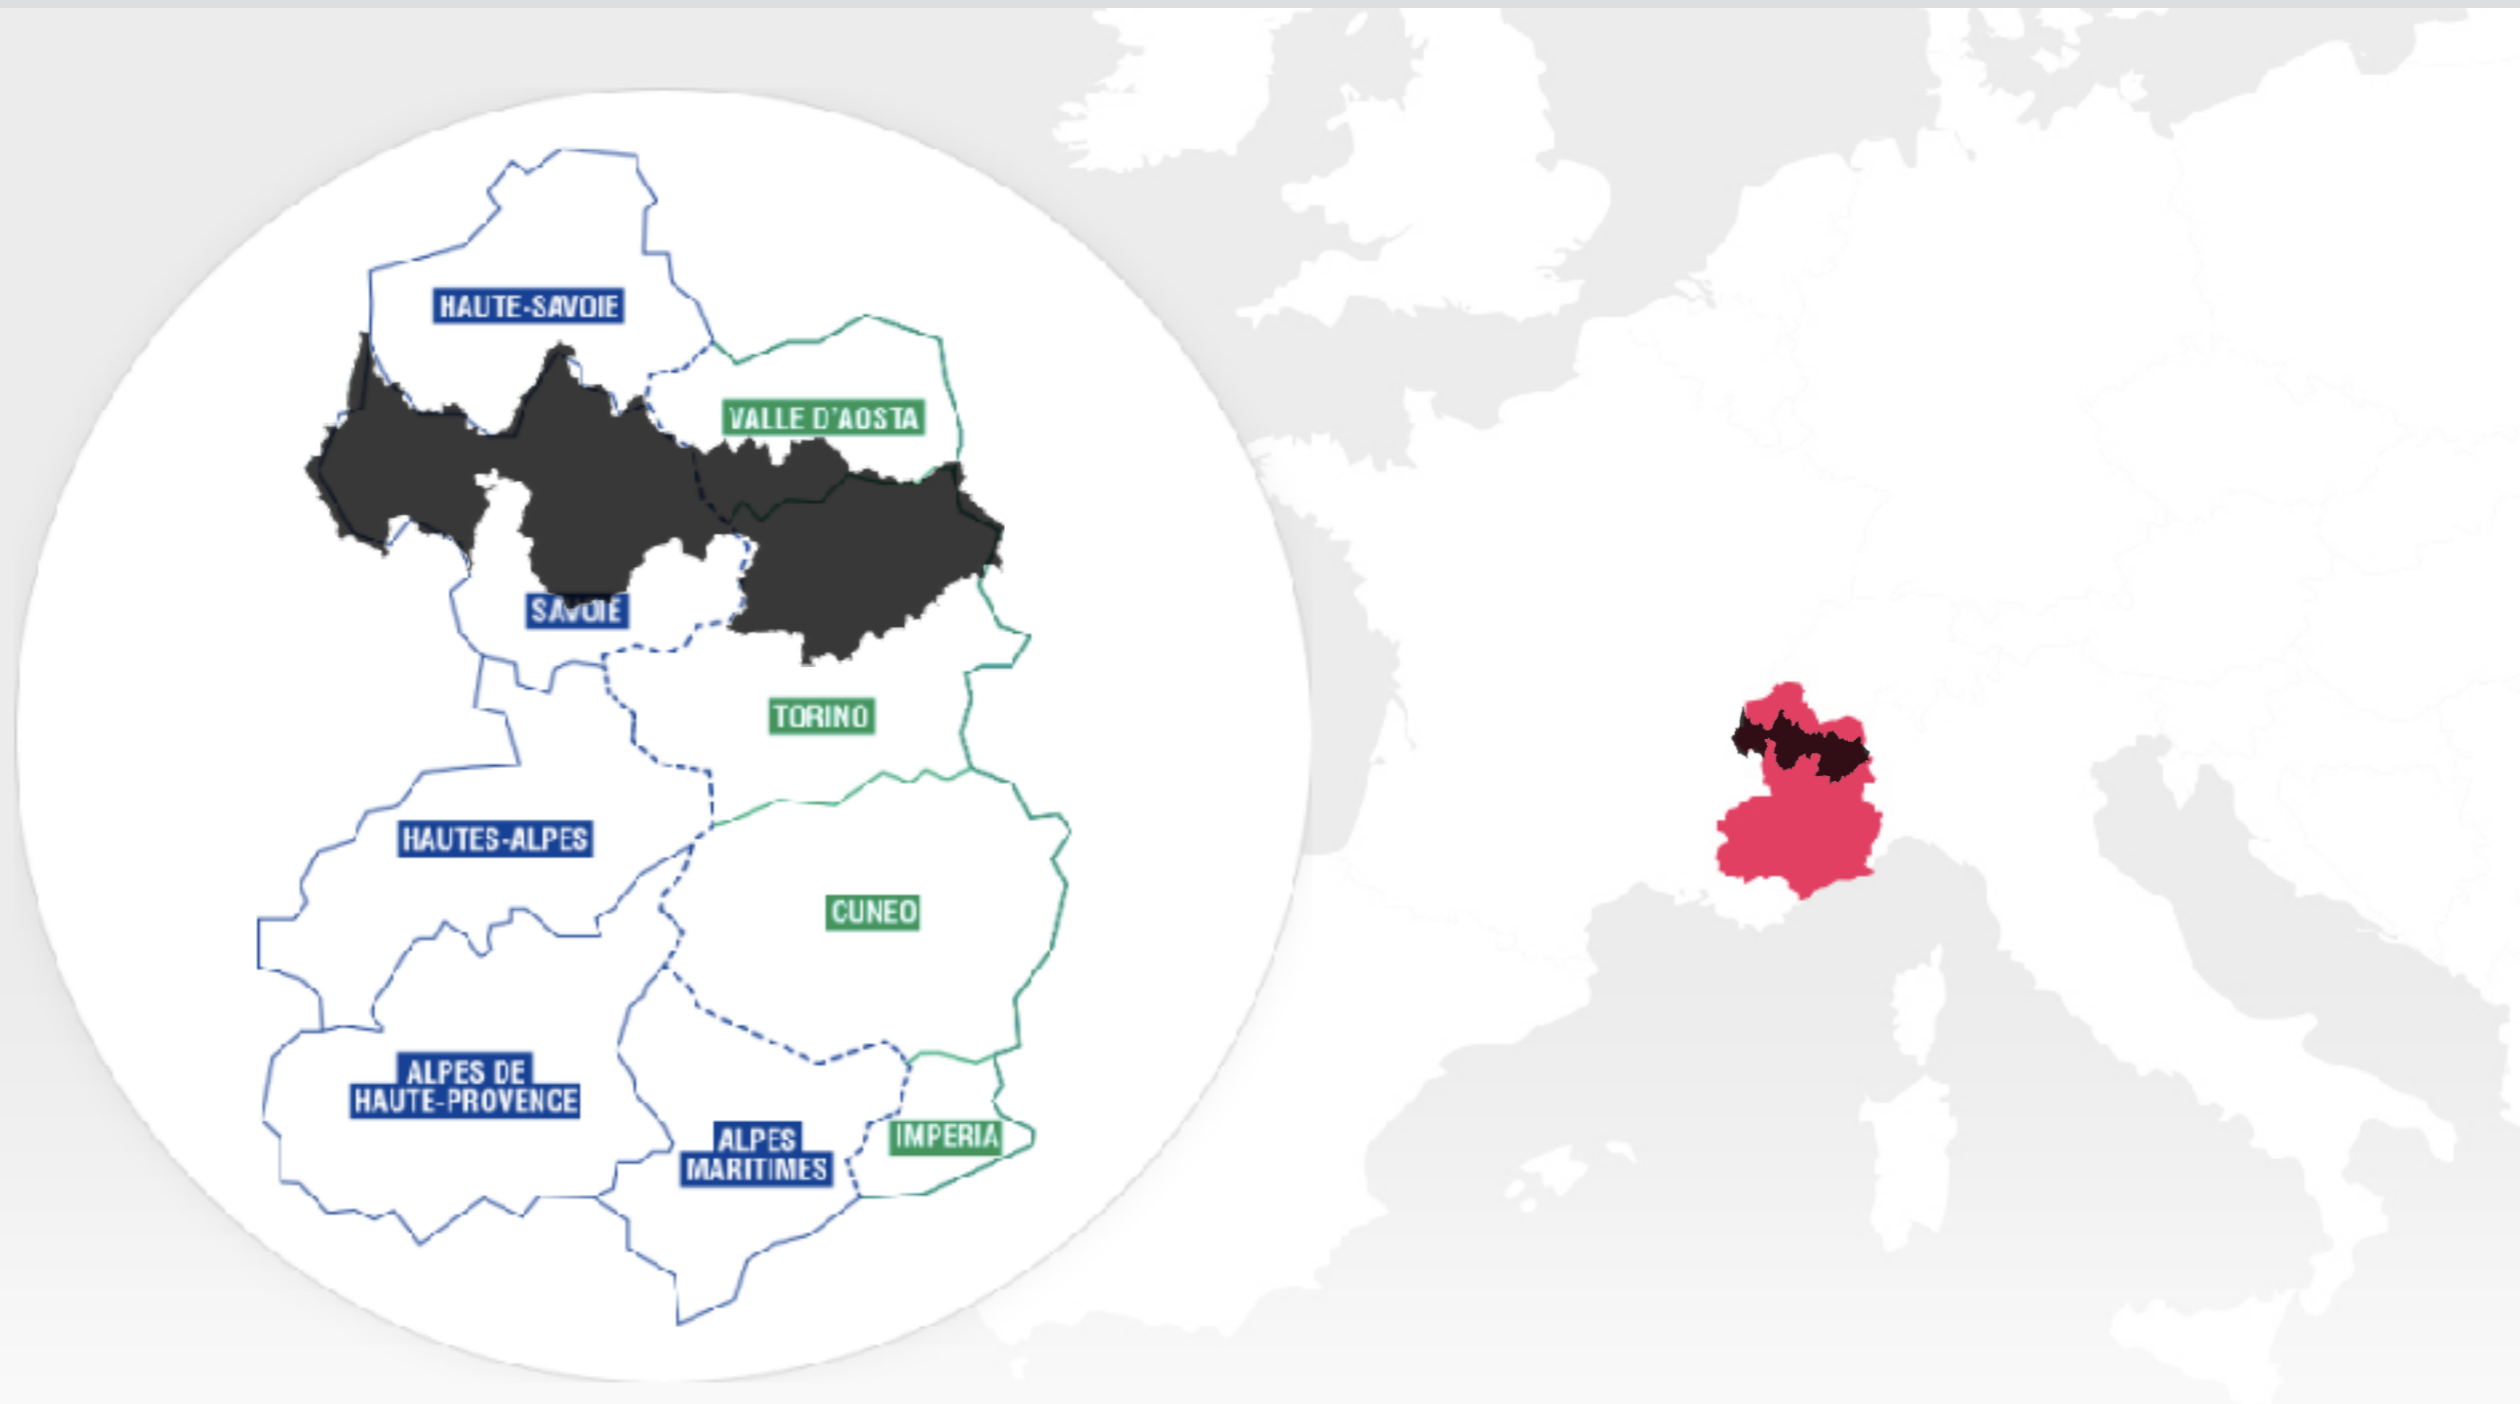 HAUTE-SAVOIE
VALLE D'AOSTA
SAVOIE
TORINO
HAUTES-ALPES
CUNEO
ALPES DE
HAUTE-PROVENCE
ALPES
MARITIMES
IMPERIA